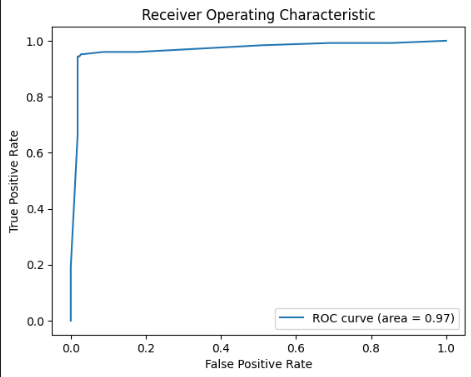 Receiver Operating Characteristic
1.0
0.8
0.6
0.4
0.2
0.0
True Positive Rate
ROC curve (area = 0.97)
0.0 0.2 0.4 0.6 0.8 1.0
False Positive Rate